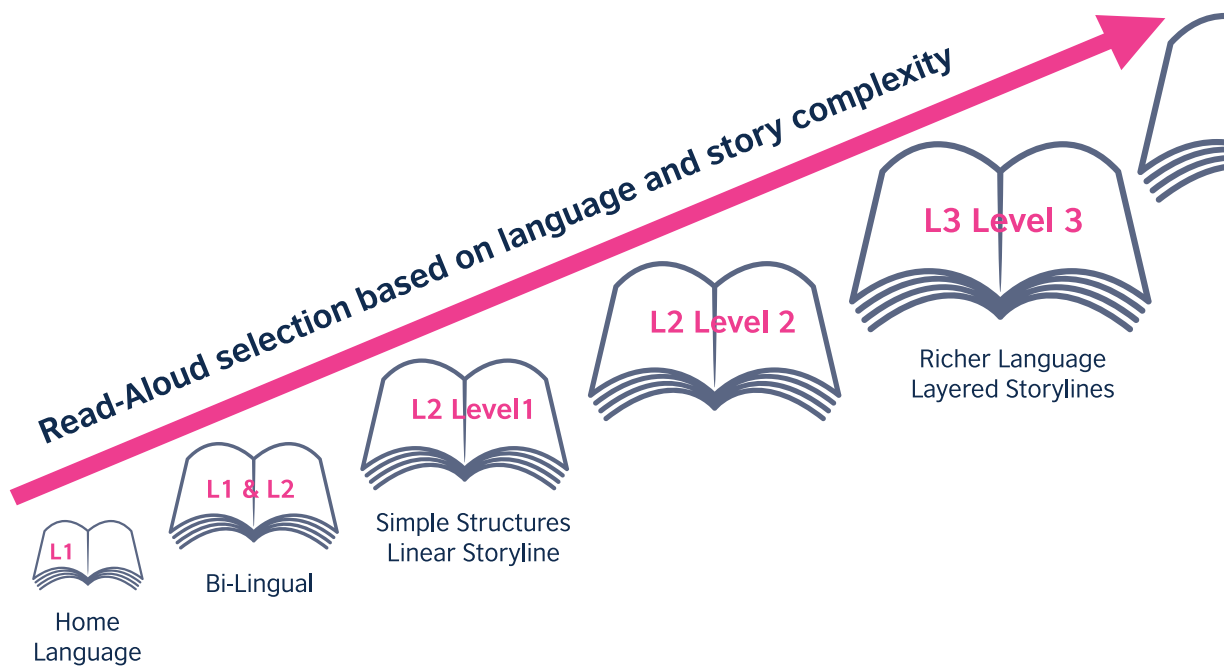 Read-Aloud selection based on language and story complexity
L1
Home
Language
L1 & L2
Bi-Lingual
L2 Level1
Simple Structures
Linear Storyline
L2 Level 2
L3 Level 3
Richer Language
Layered Storylines